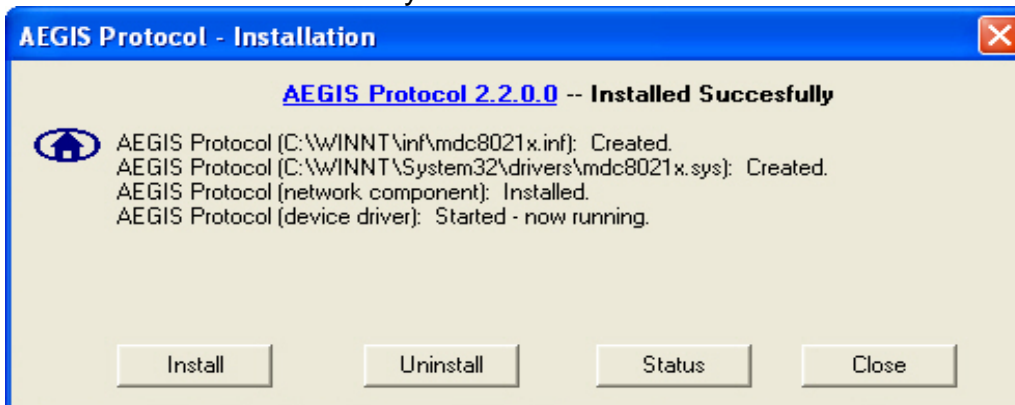 AEGIS Protocol - Installation
AEGIS Protocol 2.2.0.0 -- Installed Succesfully
AEGIS Protocol (C:\WINNT\inf\mdc8021x.inf): Created.
AEGIS Protocol (C:\WINNT\System32\drivers\mdc8021x.sys): Created.
AEGIS Protocol (network component): Installed.
AEGIS Protocol (device driver): Started - now running.
Install Uninstall Status Close